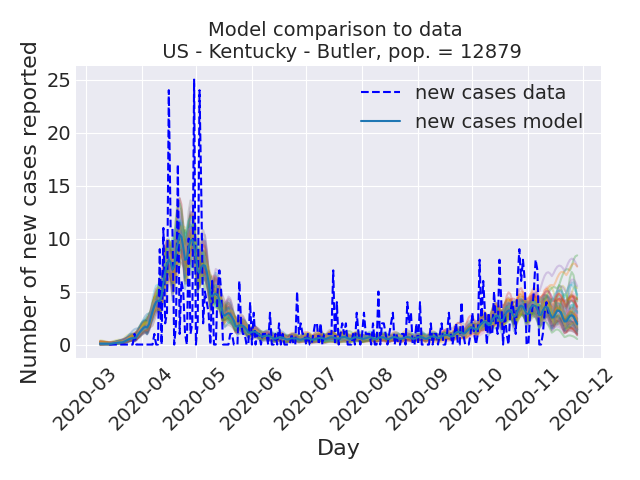 Model comparison to data
US - Kentucky - Butler, pop. = 12879
Number of new cases reported
25
20
15
10
5
0
new cases data
new cases model
2020-03
2020-04
2020-05
2020-06
2020-07
2020-08
2020-09
2020-10
2020-11
2020-12
Day